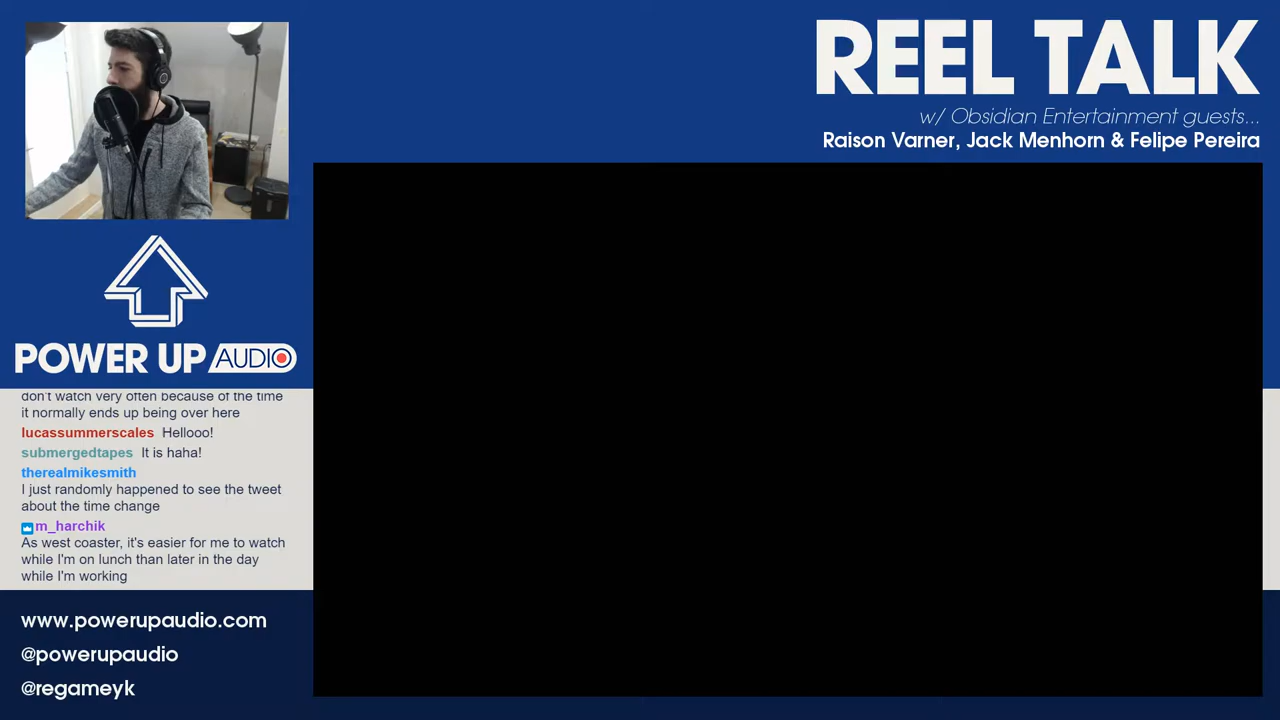 REEL TALK
w/ Obsidian Entertainment guests...
Raison Varner, Jack Menhorn & Felipe Pereira
POWER UP AUDIO
don't watch very often because of the time
it normally ends up being over here
lucassummerscales Hellooo!
submergedtapes It is haha!
therealmikesmith
I just randomly happened to see the tweet
about the time change
m_harchik
As west coaster, it's easier for me to watch
while I'm on lunch than later in the day
while I'm working
www.powerupaudio.com
@powerupaudio
@regameyk